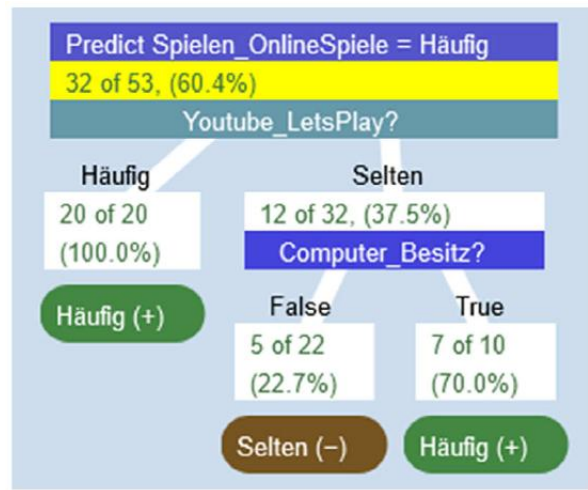 Predict Spielen_OnlineSpiele = Häufig
32 of 53, (60.4%)
Youtube_LetsPlay?
Häufig
20 of 20
(100.0%)
Häufig (+)
Selten
12 of 32, (37.5%)
Computer_Besitz?
False
5 of 22
(22.7%)
Selten (−)
True
7 of 10
(70.0%)
Häufig (+)